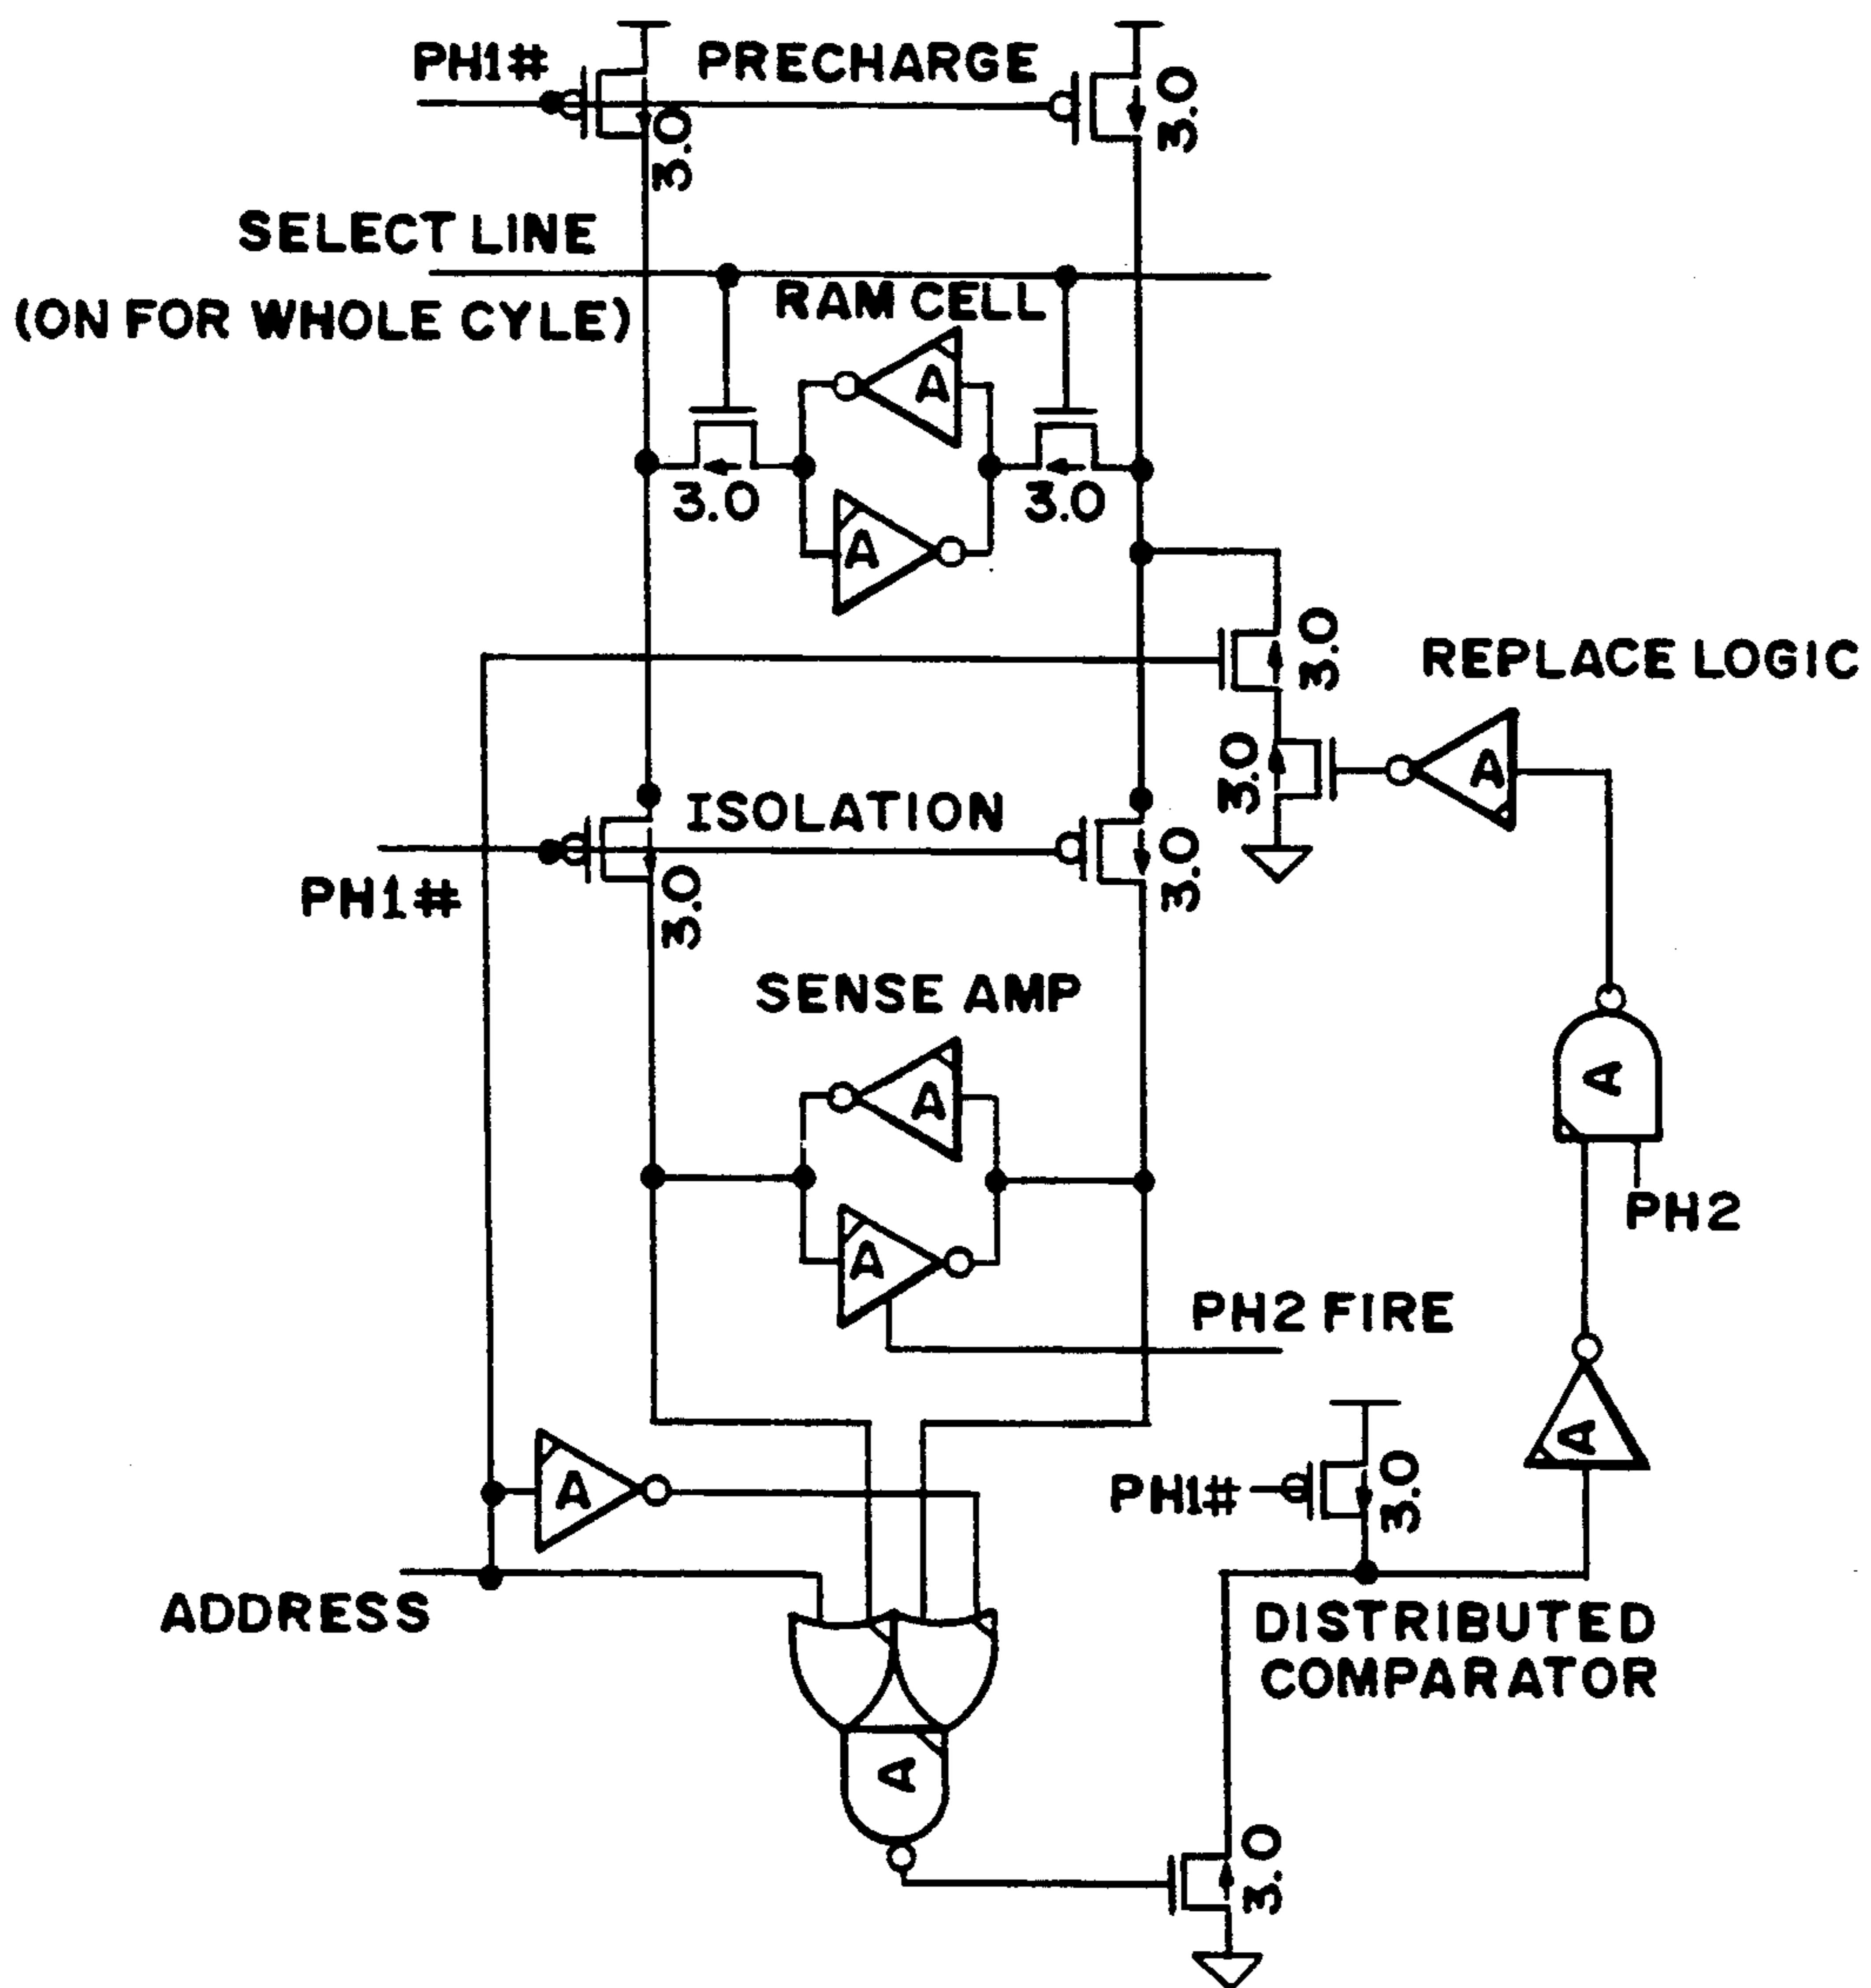 PH1#
PRECHARGE
3.0
3.0
SELECT LINE
(ON FOR WHOLE CYLE)
RAM CELL
A
3.0
3.0
A
3.0
REPLACE LOGIC
3.0
A
ISOLATION
PH1#
3.0
3.0
SENSE AMP
A
A
A
PH2
PH2 FIRE
A
A
PH1#
3.0
ADDRESS
DISTRIBUTED
COMPARATOR
A
3.0